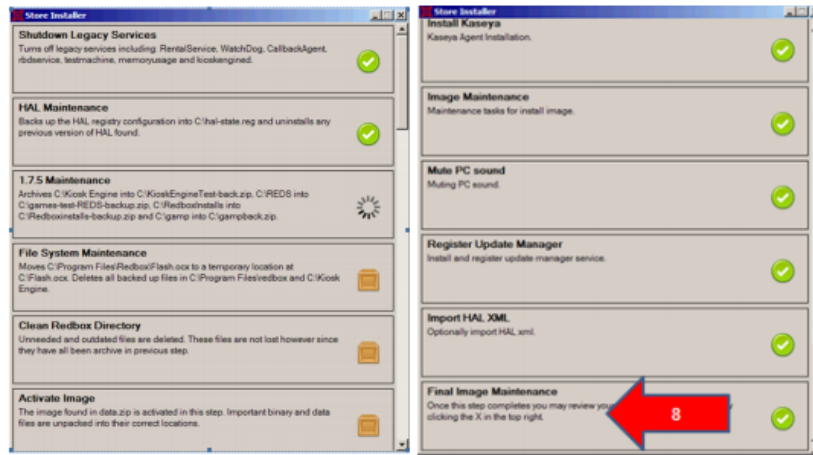 Store Installer
Shutdown Legacy Services
Turns off legacy services including: RentalService, WatchDog, CallbackAgent,
rbdservice, testmachine, memoryusage and kioskengined.
HAL Maintenance
Backs up the HAL registry configuration into C:\hal-state.reg and uninstalls any
previous version of HAL found.
1.7.5 Maintenance
Archives C:\Kiosk Engine into C:\KioskEngineTest-back.zip, C:\REDS into
C:\games-test-REDS-backup.zip, C:\RedboxInstalls into
C:\Redboxinstalls-backup.zip and C:\gamp into C:\gampback.zip.
File System Maintenance
Moves C:\Program Files\Redbox\Flash.ocx to a temporary location at
C:\Flash.ocx. Deletes all backed up files in C:\Program Files\redbox and C:\Kiosk
Engine.
Clean Redbox Directory
Unneeded and outdated files are deleted. These files are not lost however since
they have all been archive in previous step.
Activate Image
The image found in data.zip is activated in this step. Important binary and data
files are unpacked into their correct locations.
Store Installer
Install Kaseya
Kaseya Agent Installation.
Image Maintenance
Maintenance tasks for install image.
Mute PC sound
Muting PC sound.
Register Update Manager
Install and register update manager service.
Import HAL XML
Optionally import HAL xml.
Final Image Maintenance
Once this step completes you may review
clicking the X in the top right.
8